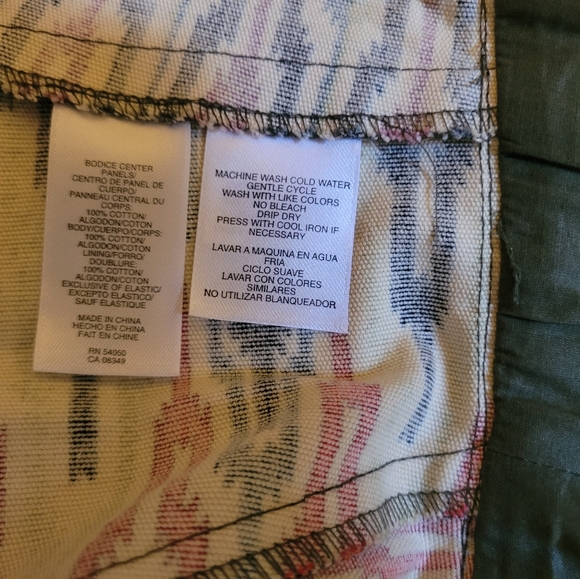 BODICE CENTER
PANELS/
CENTRO DE PANEL DE
CUERPO/
PANNEAU CENTRAL DU
CORPS:
100% COTTON/
ALGODON/COTON
BODY/CUERPO/CORPS:
100% COTTON/
ALGODON/COTON
LINING/FORRO/
DOUBLURE:
100% COTTON/
ALGODON/COTON
EXCLUSIVE OF ELASTIC/
EXCEPTO ELASTICO/
SAUF ELASTIQUE
MADE IN CHINA
HECHO EN CHINA
FAIT EN CHINE
RN 54050
CA 08349
MACHINE WASH COLD WATER
GENTLE CYCLE
WASH WITH LIKE COLORS
NO BLEACH
DRIP DRY
PRESS WITH COOL IRON IF
NECESSARY
LAVAR A MAQUINA EN AGUA
FRIA
CICLO SUAVE
LAVAR CON COLORES
SIMILARES
NO UTILIZAR BLANQUEADOR